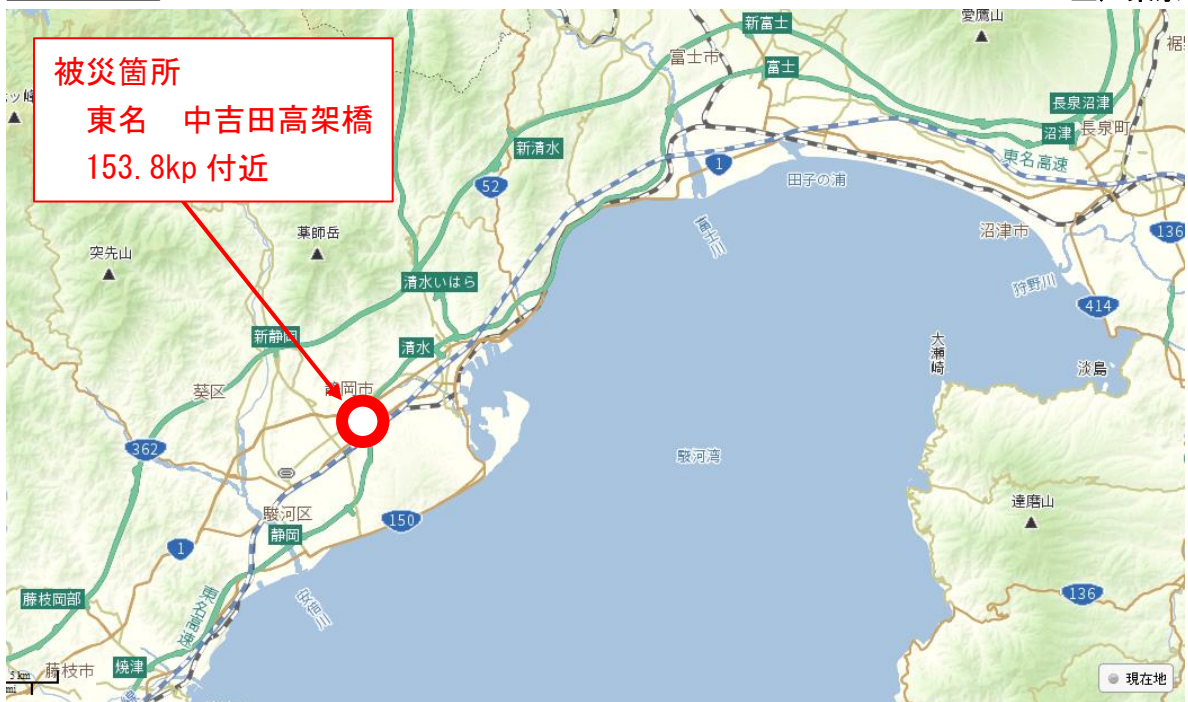 愛鷹山
新富士
富士市
富士
裾
被災箇所
東名　中吉田高架橋
153.8kp 付近
長泉沼津
沼津
長泉町
東名高速
新清水
1
52
田子の浦
薬師岳
突先山
富士川
沼津市
136
狩野川
清水いはら
414
新静岡
清水
大瀬崎
淡島
葵区
静岡市
362
駿河湾
達磨山
駿河区
150
静岡
1
136
藤枝岡部
東名高速
安倍川
藤枝市
焼津
5 km
mi
現在地